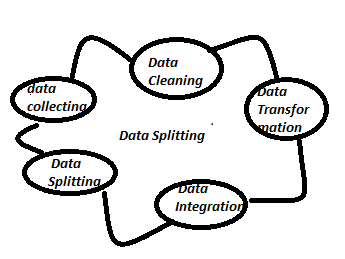 Data
Cleaning
data
collecting
Data
Transfor
mation
Data Splitting
Data
Splitting
Data
Integration